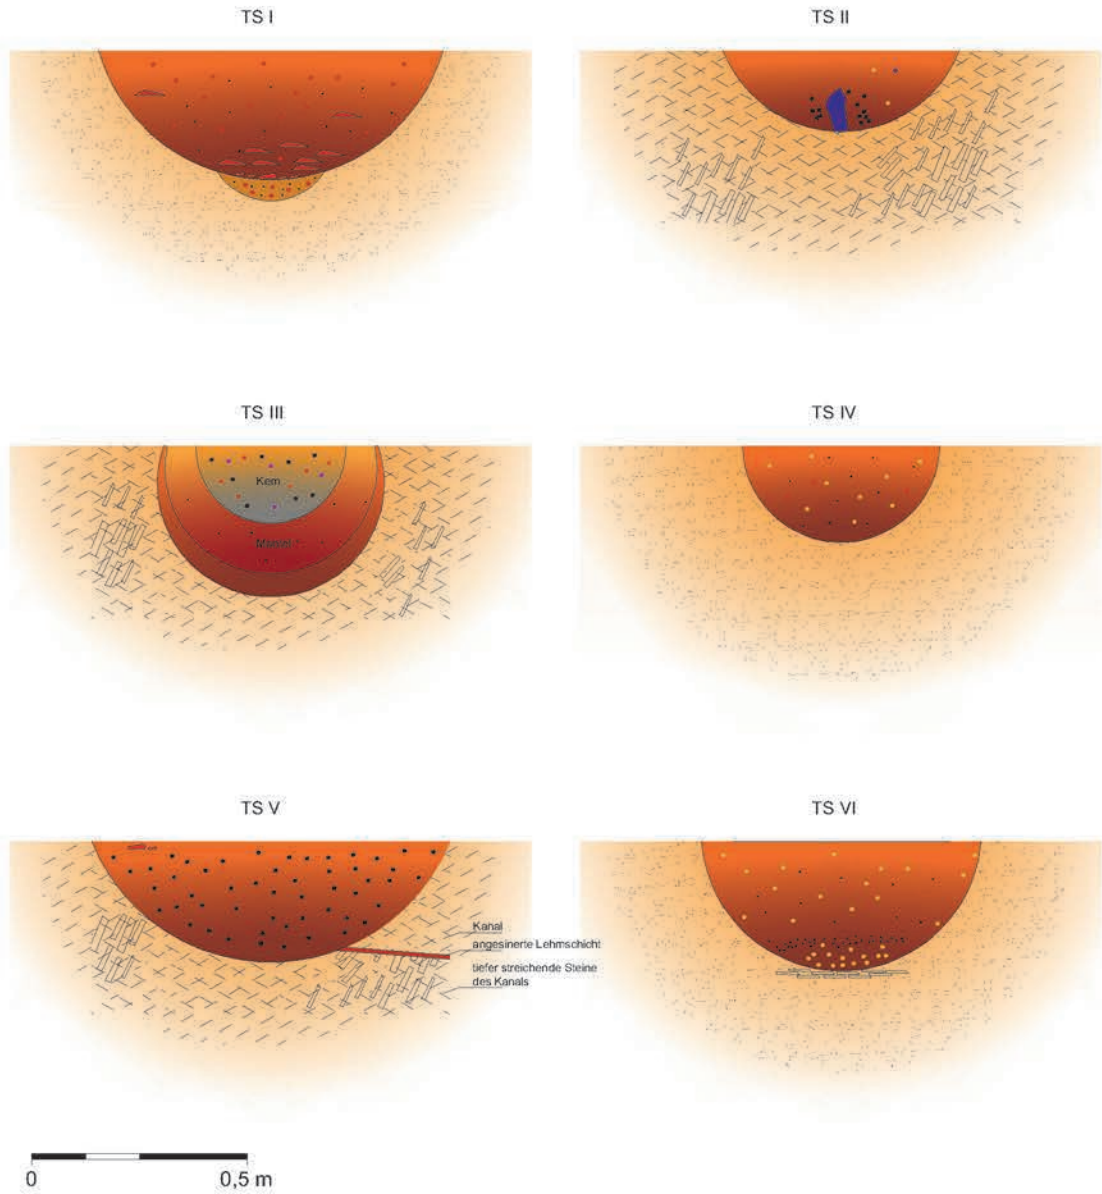 TS I
TS II
TS III
TS IV
Kern
Mantel
TS V
TS VI
Kanal
angesinerte Lehmschicht
tiefer streichende Steine
des Kanals
0
0,5 m